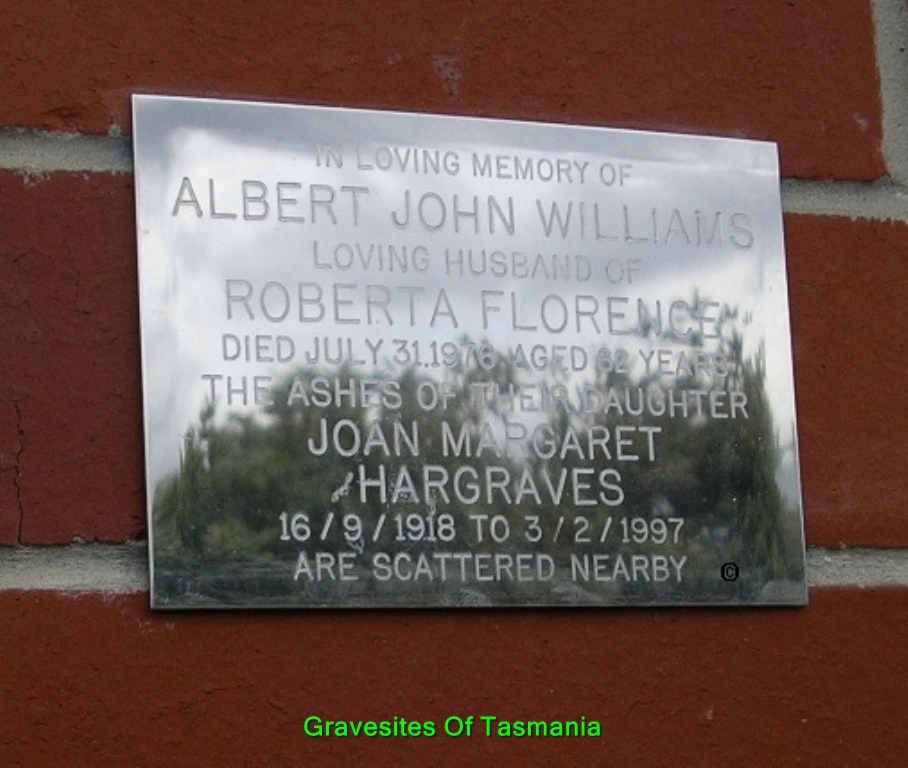 IN LOVING MEMORY OF
ALBERT JOHN WILLIAMS
LOVING HUSBAND OF
ROBERTA FLORENCE
DIED JULY 31.1976 AGED 82 YEARS
THE ASHES OF THEIR DAUGHTER
JOAN MARGARET
HARGRAVES
16 / 9 / 1918 TO 3 / 2 / 1997
ARE SCATTERED NEARBY ©
Gravesites Of Tasmania